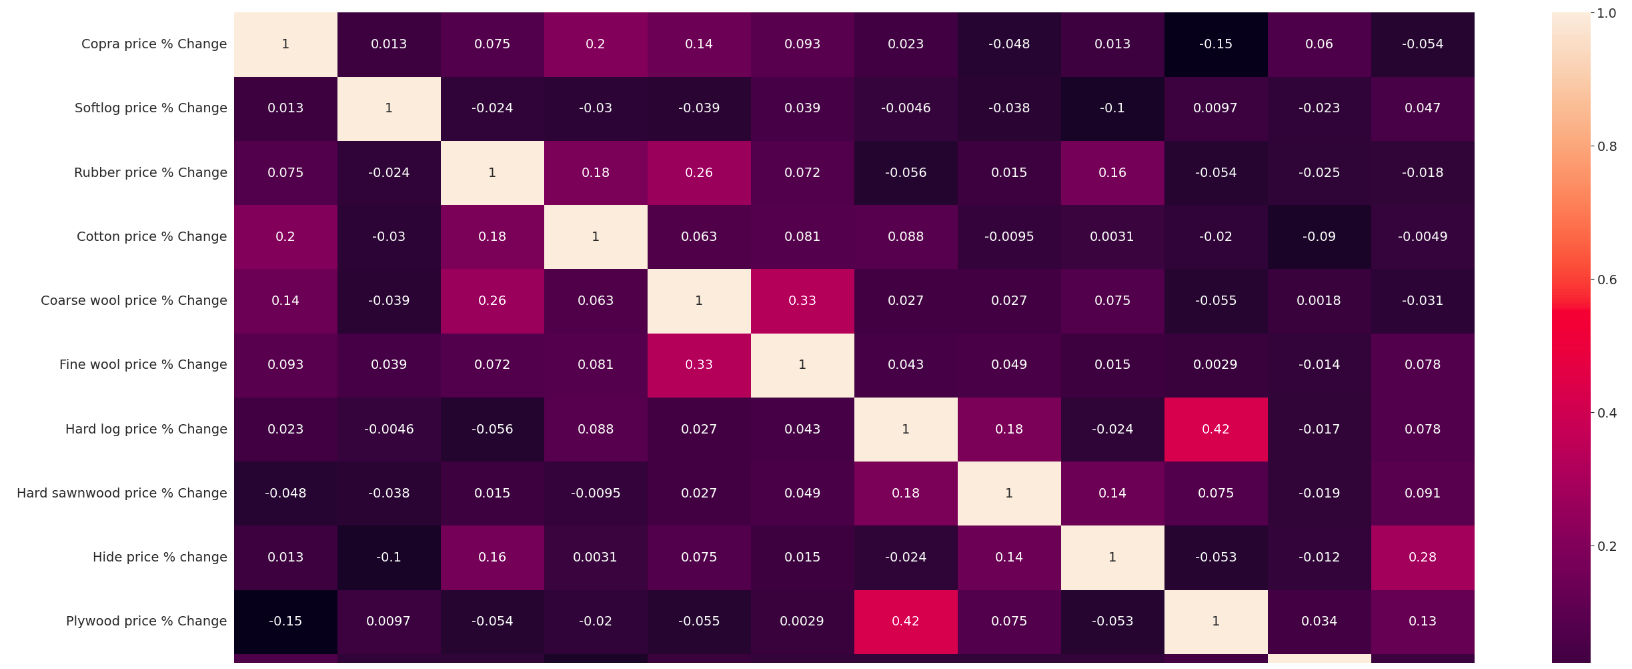 Copra price % Change 1 0.013 0.075 0.2 0.14 0.093 0.023 -0.048 0.013 -0.15 0.06 -0.054
Softlog price % Change 0.013 1 -0.024 -0.03 -0.039 0.039 -0.0046 -0.038 -0.1 0.0097 -0.023 0.047
Rubber price % Change 0.075 -0.024 1 0.18 0.26 0.072 -0.056 0.015 0.16 -0.054 -0.025 -0.018
Cotton price % Change 0.2 -0.03 0.18 1 0.063 0.081 0.088 -0.0095 0.0031 -0.02 -0.09 -0.0049
Coarse wool price % Change 0.14 -0.039 0.26 0.063 1 0.33 0.027 0.027 0.075 -0.055 0.0018 -0.031
Fine wool price % Change 0.093 0.039 0.072 0.081 0.33 1 0.043 0.049 0.015 0.0029 -0.014 0.078
Hard log price % Change 0.023 -0.0046 -0.056 0.088 0.027 0.043 1 0.18 -0.024 0.42 -0.017 0.078
Hard sawnwood price % Change -0.048 -0.038 0.015 -0.0095 0.027 0.049 0.18 1 0.14 0.075 -0.019 0.091
Hide price % change 0.013 -0.1 0.16 0.0031 0.075 0.015 -0.024 0.14 1 -0.053 -0.012 0.28
Plywood price % Change -0.15 0.0097 -0.054 -0.02 -0.055 0.0029 0.42 0.075 -0.053 1 0.034 0.13
1.0
0.8
0.6
0.4
0.2